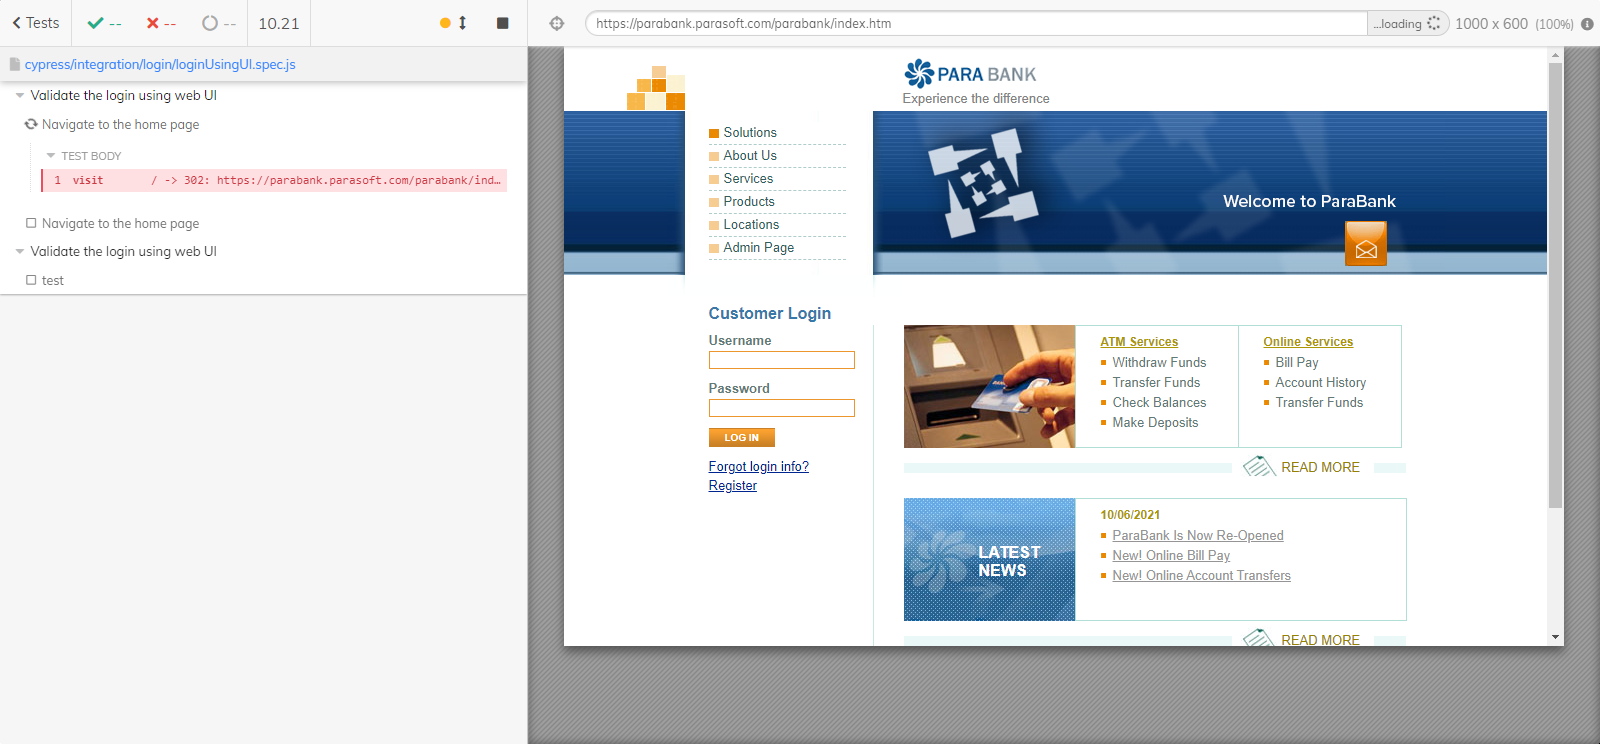 Tests
--
--
--
10.21
https://parabank.parasoft.com/parabank/index.htm
...loading
1000 x 600 (100%)
cypress/integration/login/loginUsingUI.spec.js
Validate the login using web UI
Navigate to the home page
TEST BODY
1 visit / -> 302: https://parabank.parasoft.com/parabank/ind...
Navigate to the home page
Validate the login using web UI
test
PARA BANK
Experience the difference
Solutions
About Us
Services
Products
Locations
Admin Page
Welcome to ParaBank
Customer Login
Username
Password
LOG IN
Forgot login info?
Register
ATM Services
Withdraw Funds
Transfer Funds
Check Balances
Make Deposits
Online Services
Bill Pay
Account History
Transfer Funds
READ MORE
LATEST
NEWS
10/06/2021
ParaBank Is Now Re-Opened
New! Online Bill Pay
New! Online Account Transfers
READ MORE